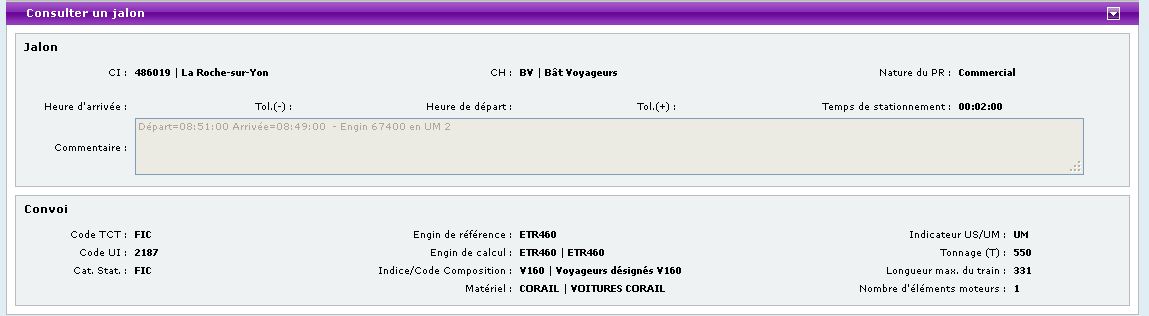 Consulter un jalon
Jalon
CI : 486019 | La Roche-sur-Yon CH : BV | Bât Voyageurs Nature du PR : Commercial
Heure d'arrivée : Tol.(-) : Heure de départ : Tol.(+) : Temps de stationnement : 00:02:00
Commentaire : Départ=08:51:00 Arrivée=08:49:00 - Engin 67400 en UM 2
Convoi
Code TCT : FIC Engin de référence : ETR460 Indicateur US/UM : UM
Code UI : 2187 Engin de calcul : ETR460 | ETR460 Tonnage (T) : 550
Cat. Stat. : FIC Indice/Code Composition : V160 | Voyageurs désignés V160 Longueur max. du train : 331
Matériel : CORAIL | VOITURES CORAIL Nombre d'éléments moteurs : 1